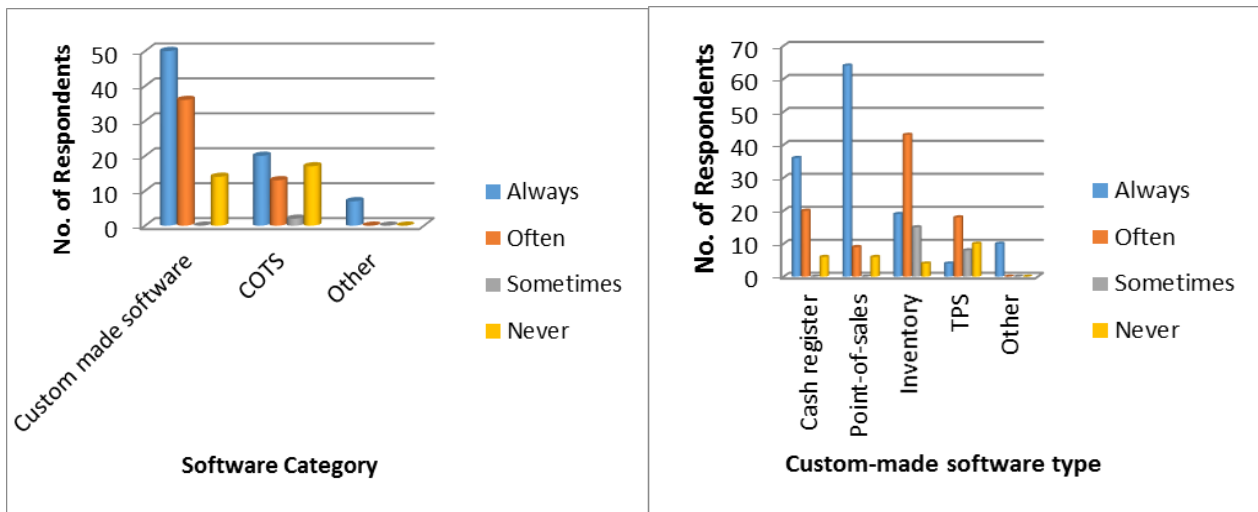 No. of Respondents
50
40
30
20
10
0
Custom made software
COTS
Other
Software Category
Always
Often
Sometimes
Never
No. of Respondents
70
60
50
40
30
20
10
0
Cash register
Point-of-sales
Inventory
TPS
Other
Custom-made software type
Always
Often
Sometimes
Never